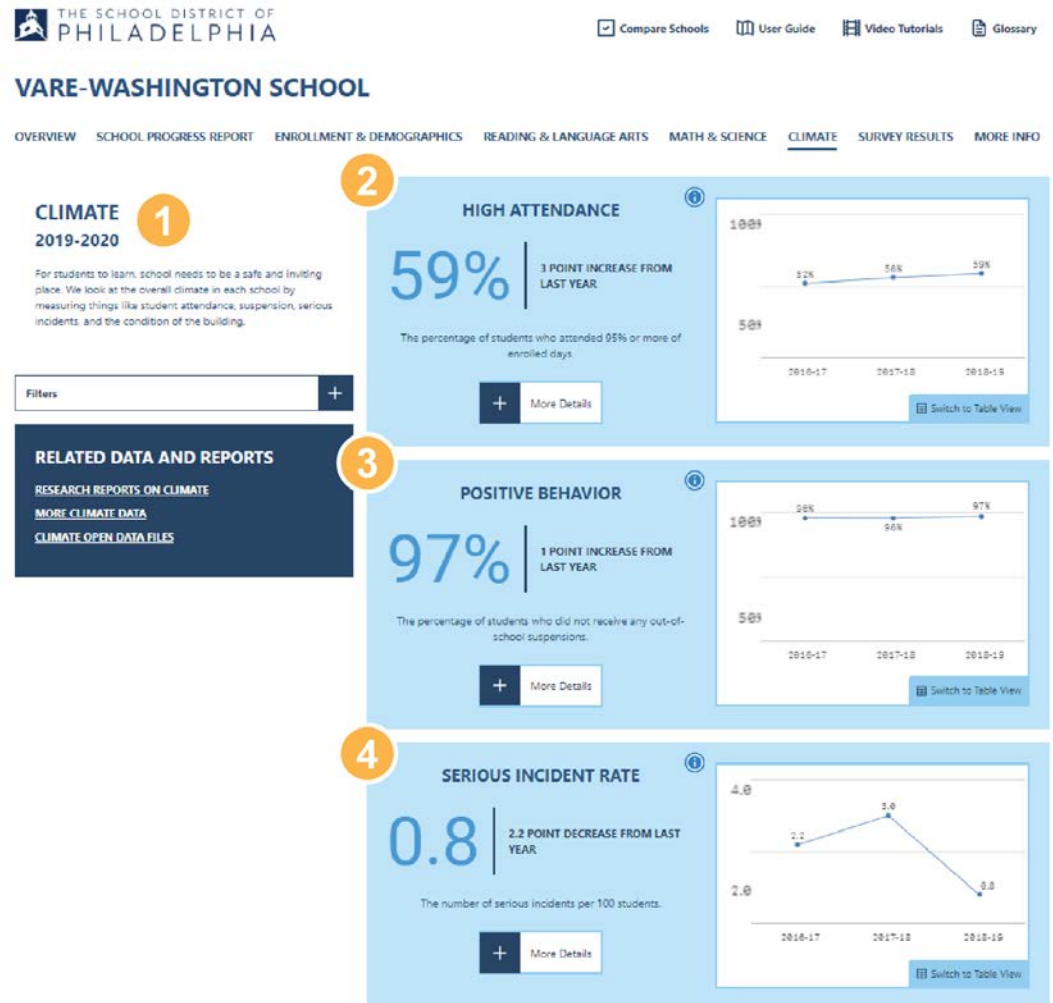 THE SCHOOL DISTRICT OF
PHILADELPHIA
Compare Schools
User Guide
Video Tutorials
Glossary
VARE-WASHINGTON SCHOOL
OVERVIEW SCHOOL PROGRESS REPORT ENROLLMENT & DEMOGRAPHICS READING & LANGUAGE ARTS MATH & SCIENCE CLIMATE SURVEY RESULTS MORE INFO
1
CLIMATE
2019-2020
For students to learn, school needs to be a safe and inviting
place. We look at the overall climate in each school by
measuring things like student attendance, suspension, serious
incidents, and the condition of the building.
Filters +
RELATED DATA AND REPORTS
RESEARCH REPORTS ON CLIMATE
MORE CLIMATE DATA
CLIMATE OPEN DATA FILES
2
HIGH ATTENDANCE
59%
3 POINT INCREASE FROM
LAST YEAR
The percentage of students who attended 95% or more of
enrolled days.
+ More Details
100%
52% 56% 59%
50%
2016-17 2017-18 2018-19
Switch to Table View
3
POSITIVE BEHAVIOR
97%
1 POINT INCREASE FROM
LAST YEAR
The percentage of students who did not receive any out-of-
school suspensions.
+ More Details
97%
100%
96%
50%
2016-17 2017-18 2018-19
Switch to Table View
4
SERIOUS INCIDENT RATE
0.8
2.2 POINT DECREASE FROM LAST
YEAR
The number of serious incidents per 100 students.
+ More Details
4.0
2.2 3.0
2.0
0.8
2016-17 2017-18 2018-19
Switch to Table View